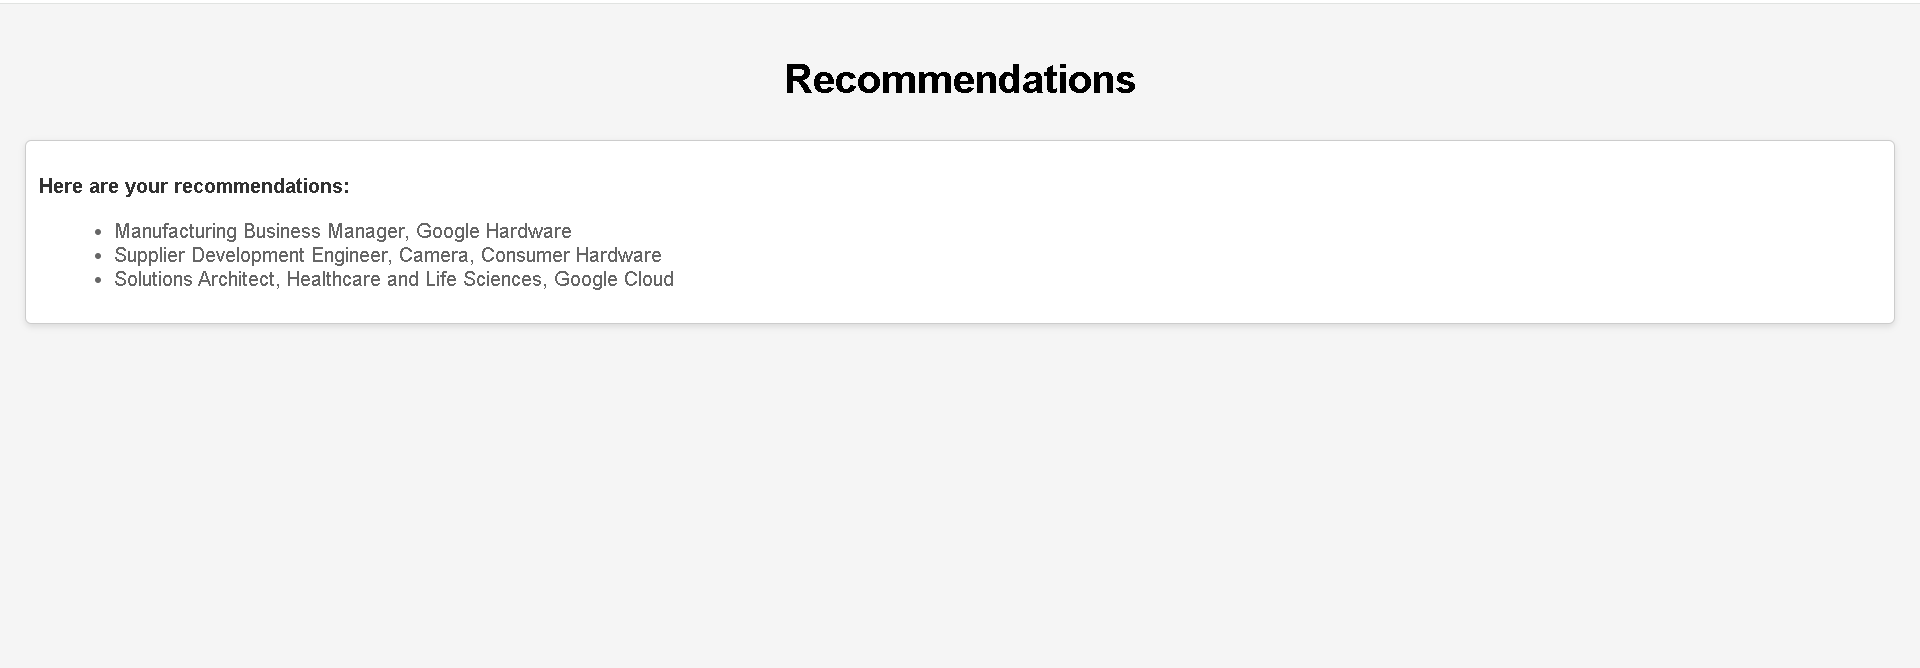 Recommendations
Here are your recommendations:
Manufacturing Business Manager, Google Hardware
Supplier Development Engineer, Camera, Consumer Hardware
Solutions Architect, Healthcare and Life Sciences, Google Cloud